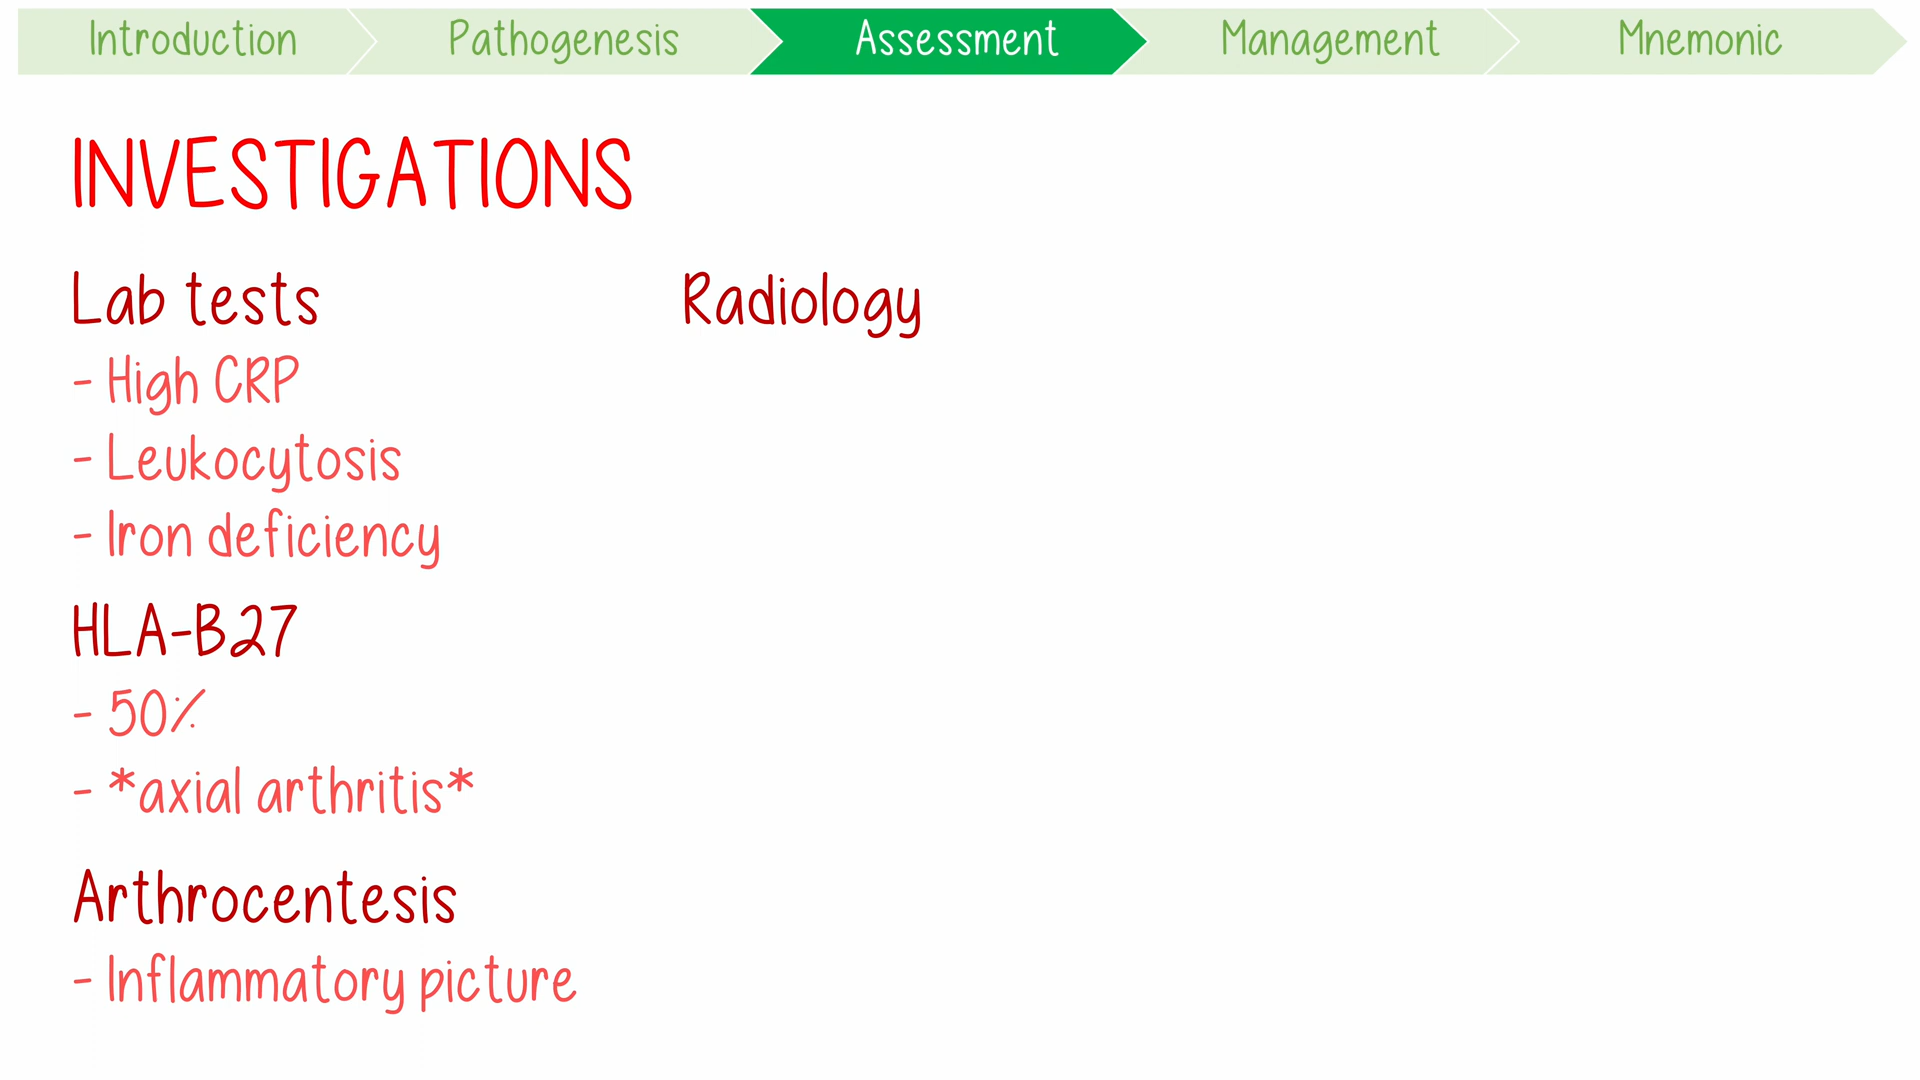 Introduction
Pathogenesis
Assessment
Management
Mnemonic
INVESTIGATIONS
Lab tests
- High CRP
- Leukocytosis
- Iron deficiency
HLA-B27
- 50%
- *axial arthritis*
Arthrocentesis
- Inflammatory picture
Radiology